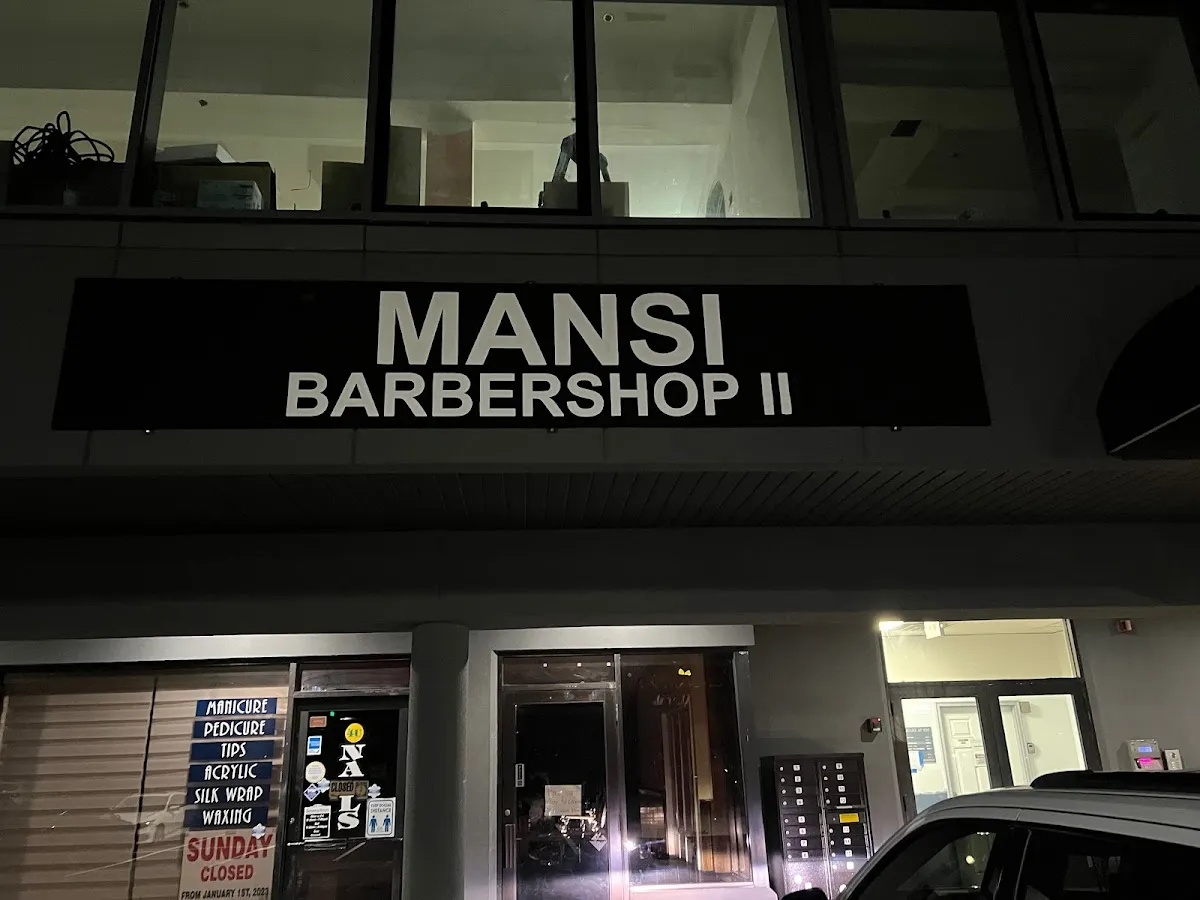 MANSI
BARBERSHOP II
MANICURE
PEDICURE
TIPS
ACRYLIC
SILK WRAP
WAXING
SUNDAY
CLOSED
FROM JANUARY 1ST, 2023
NAILS
CLOSED